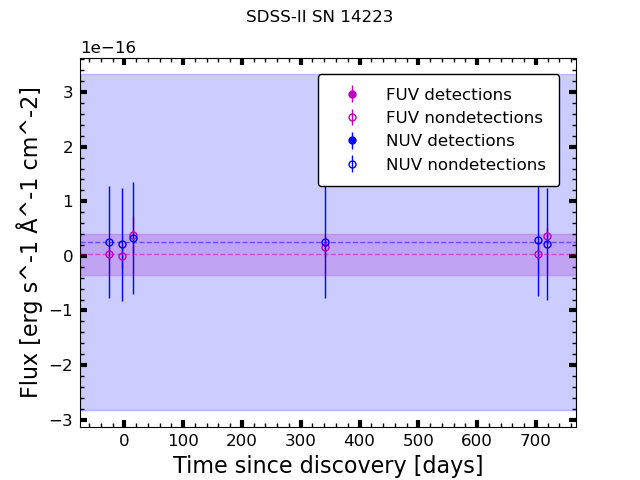 SDSS-II SN 14223
1e−16
Flux [erg s^-1 Å^-1 cm^-2]
3
2
1
0
−1
−2
−3
FUV detections
FUV nondetections
NUV detections
NUV nondetections
0 100 200 300 400 500 600 700
Time since discovery [days]